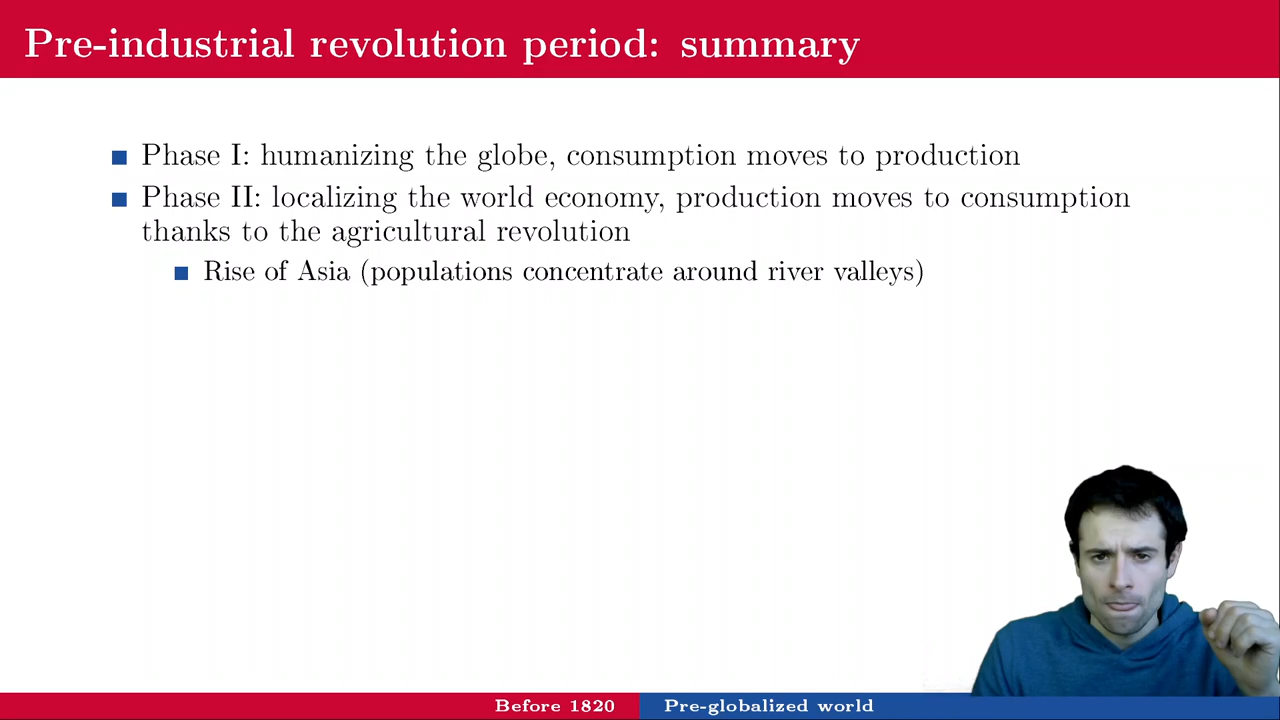 Pre-industrial revolution period: summary
Phase I: humanizing the globe, consumption moves to production
Phase II: localizing the world economy, production moves to consumption
thanks to the agricultural revolution
Rise of Asia (populations concentrate around river valleys)
Before 1820
Pre-globalized world